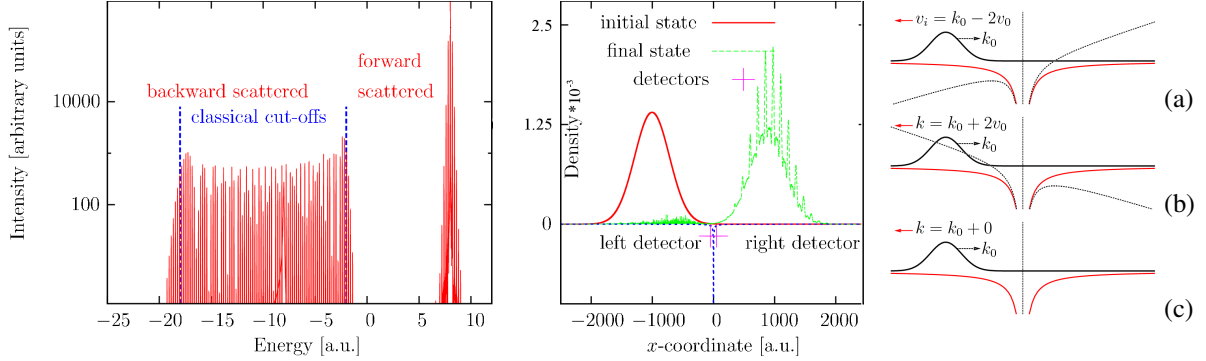 Intensity [arbitrary units]
10000
100
backward scattered
forward
scattered
classical cut-offs
−25 −20 −15 −10 −5 0 5 10
Energy [a.u.]
Density*10⁻³
2.5
1.25
0
initial state
final state
detectors
left detector
right detector
−2000 −1000 0 1000 2000
x-coordinate [a.u.]
v_i = k_0 − 2v_0
k_0
(a)
k = k_0 + 2v_0
k_0
(b)
k = k_0 + 0
k_0
(c)